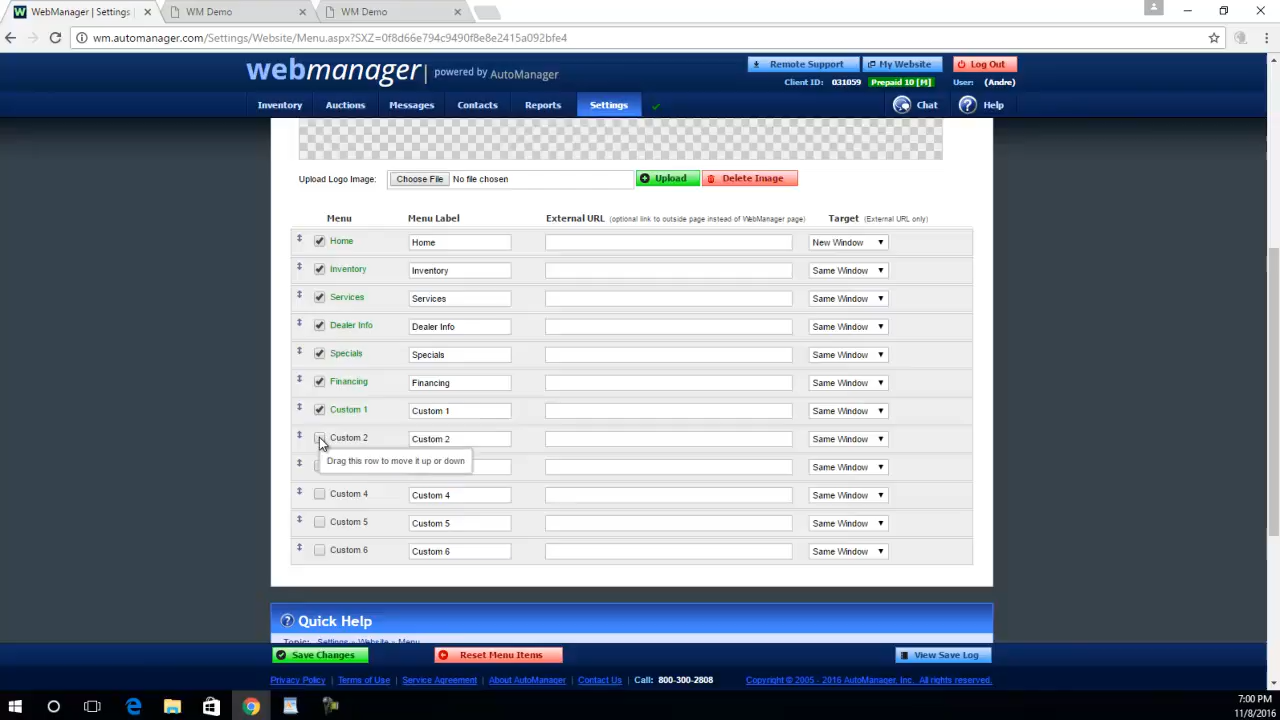 WebManager | Settings
WM Demo
WM Demo
wm.automanager.com/Settings/Website/Menu.aspx?SXZ=0f8d66e794c9490f8e8e2415a092bfe4
webmanager powered by AutoManager
Remote Support
My Website
Log Out
Client ID: 031059 Prepaid 10 [M] User: (Andre)
Inventory
Auctions
Messages
Contacts
Reports
Settings
Chat
Help
Upload Logo Image: Choose File No file chosen Upload Delete Image
Menu Menu Label External URL (optional link to outside page instead of WebManager page) Target (External URL only)
Home Home New Window
Inventory Inventory Same Window
Services Services Same Window
Dealer Info Dealer Info Same Window
Specials Specials Same Window
Financing Financing Same Window
Custom 1 Custom 1 Same Window
Custom 2 Custom 2 Same Window
Drag this row to move it up or down
Same Window
Custom 4 Custom 4 Same Window
Custom 5 Custom 5 Same Window
Custom 6 Custom 6 Same Window
Quick Help
Topic: Settings » Website » Menu
Save Changes
Reset Menu Items
View Save Log
Privacy Policy | Terms of Use | Service Agreement | About AutoManager | Contact Us | Call: 800-300-2808
Copyright © 2005 - 2016 AutoManager, Inc. All rights reserved.
7:00 PM
11/8/2016